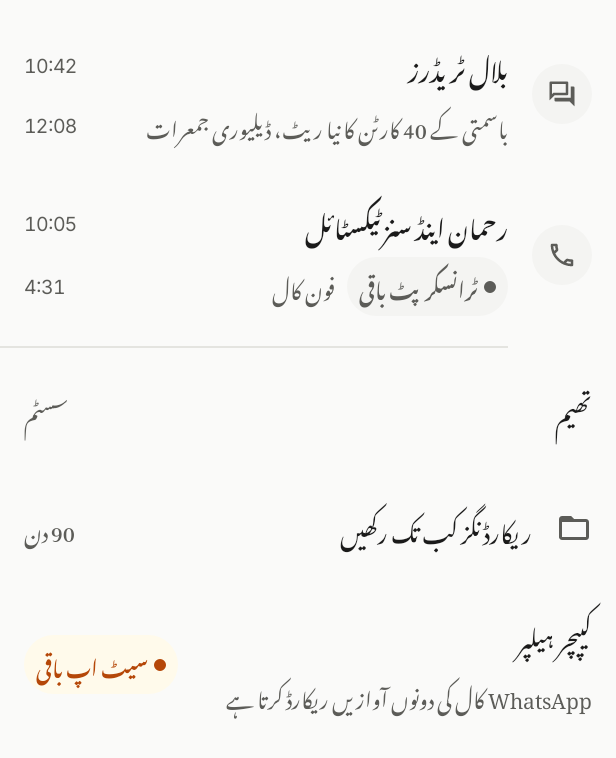 بلال ٹریڈرز 10:42
باسمتی کے 40 کارٹن کا نیا ریٹ، ڈیلیوری جمعرات 12:08
رحمان اینڈ سنز ٹیکسٹائل 10:05
ٹرانسکرپٹ باقی فون کال 4:31
تھیم سسٹم
ریکارڈنگز کب تک رکھیں 90 دن
کیپچر ہیلپر
سیٹ اپ باقی
WhatsApp کال کی دونوں آوازیں ریکارڈ کرتا ہے